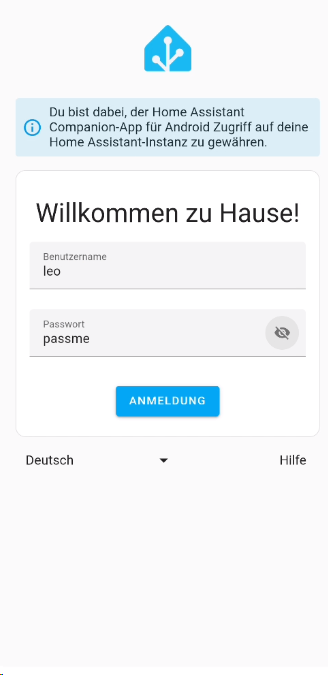 Du bist dabei, der Home Assistant
Companion-App für Android Zugriff auf deine
Home Assistant-Instanz zu gewähren.
Willkommen zu Hause!
Benutzername
leo
Passwort
passme
ANMELDUNG
Deutsch
Hilfe